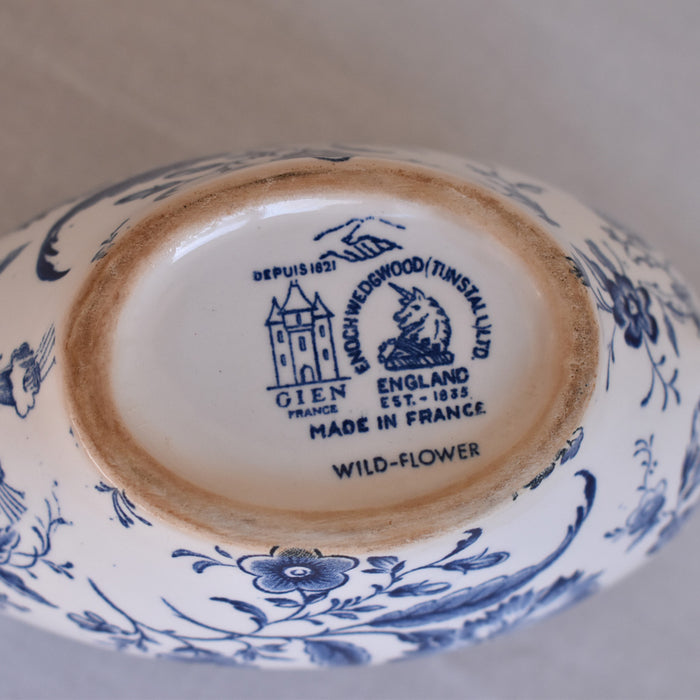 DEPUIS 1821
GIEN
FRANCE
ENOCH WEDGWOOD (TUNSTALL) LTD.
ENGLAND
EST. - 1835
MADE IN FRANCE.
WILD-FLOWER